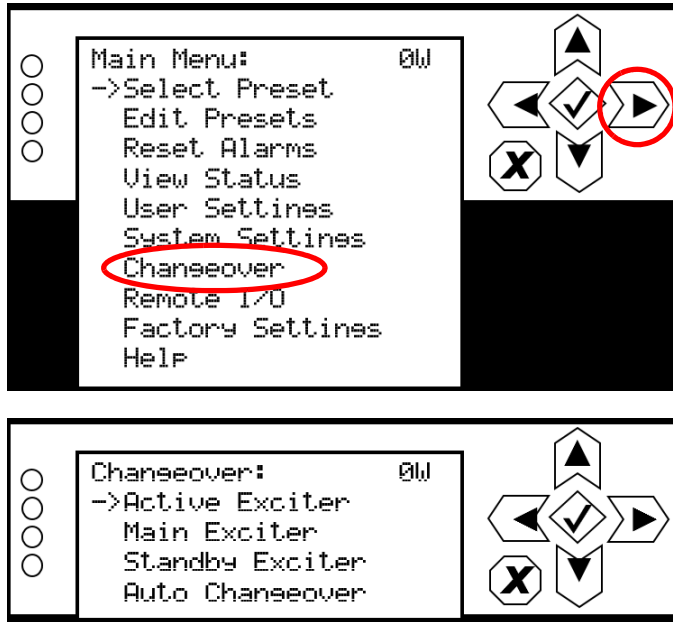 Main Menu: 0W
->Select Preset
Edit Presets
Reset Alarms
View Status
User Settings
System Settings
Changeover
Remote I/O
Factory Settings
Help
X
Changeover: 0W
->Active Exciter
Main Exciter
Standby Exciter
Auto Changeover
X